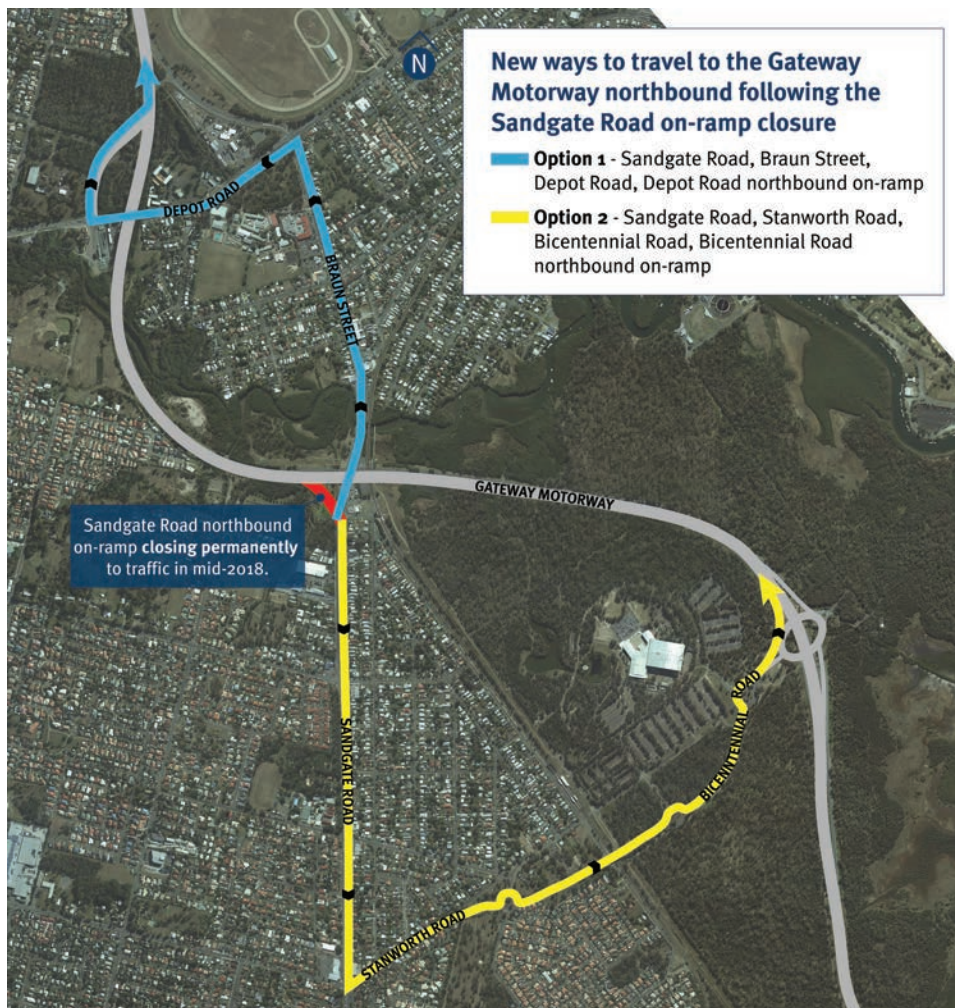 N
New ways to travel to the Gateway
Motorway northbound following the
Sandgate Road on-ramp closure
Option 1 - Sandgate Road, Braun Street,
Depot Road, Depot Road northbound on-ramp
Option 2 - Sandgate Road, Stanworth Road,
Bicentennial Road, Bicentennial Road
northbound on-ramp
DEPOT ROAD
BRAUN STREET
GATEWAY MOTORWAY
Sandgate Road northbound
on-ramp closing permanently
to traffic in mid-2018.
SANDGATE ROAD
STANWORTH ROAD
BICENNTENNIAL ROAD